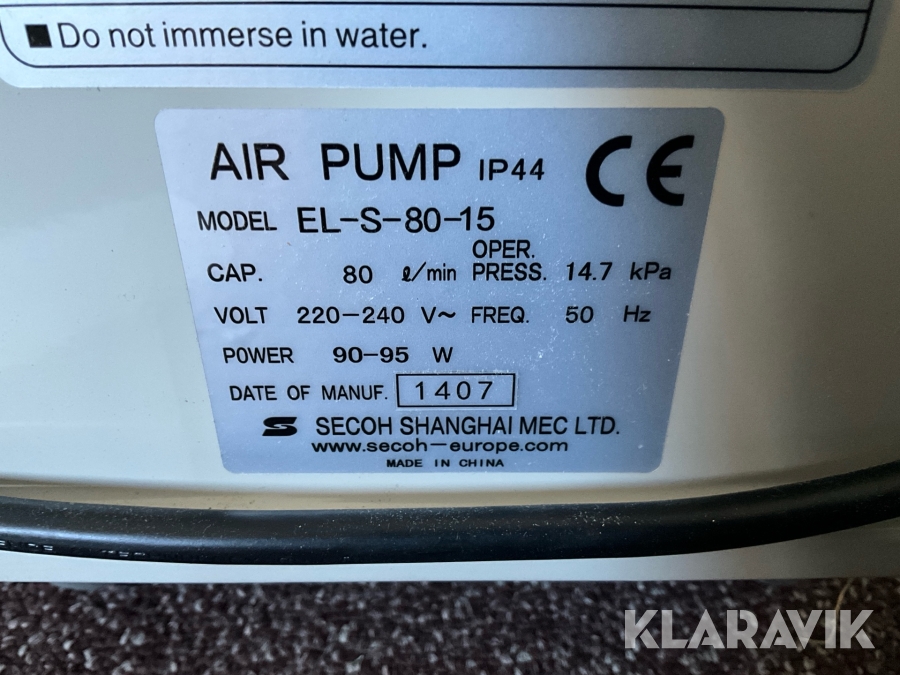 ■ Do not immerse in water.
AIR PUMP IP44 CE
MODEL EL-S-80-15
CAP. 80 ℓ/min OPER. PRESS. 14.7 kPa
VOLT 220-240 V~ FREQ. 50 Hz
POWER 90-95 W
DATE OF MANUF. 1407
SECOH SHANGHAI MEC LTD.
www.secoh-europe.com
MADE IN CHINA
KLARAVIK